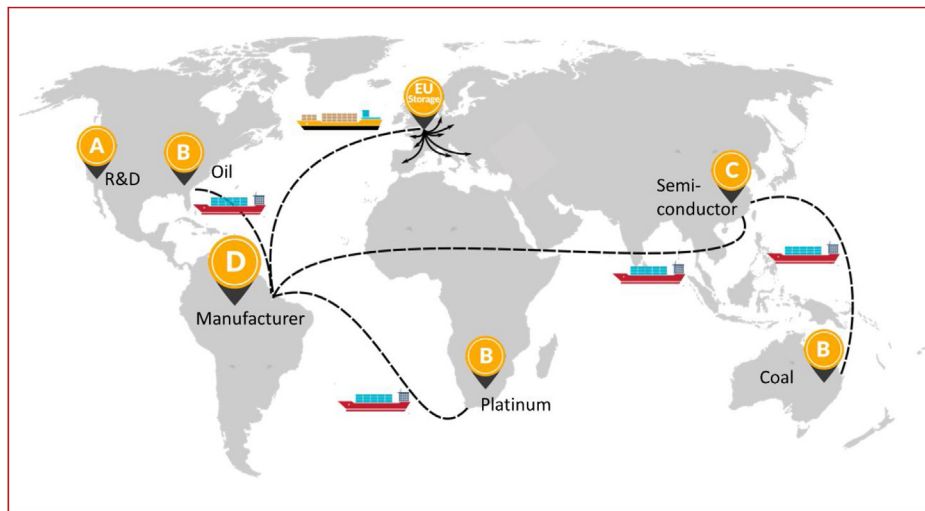 EU
Storage
A
B
Oil
R&D
C
Semi-
conductor
D
Manufacturer
B
Platinum
B
Coal